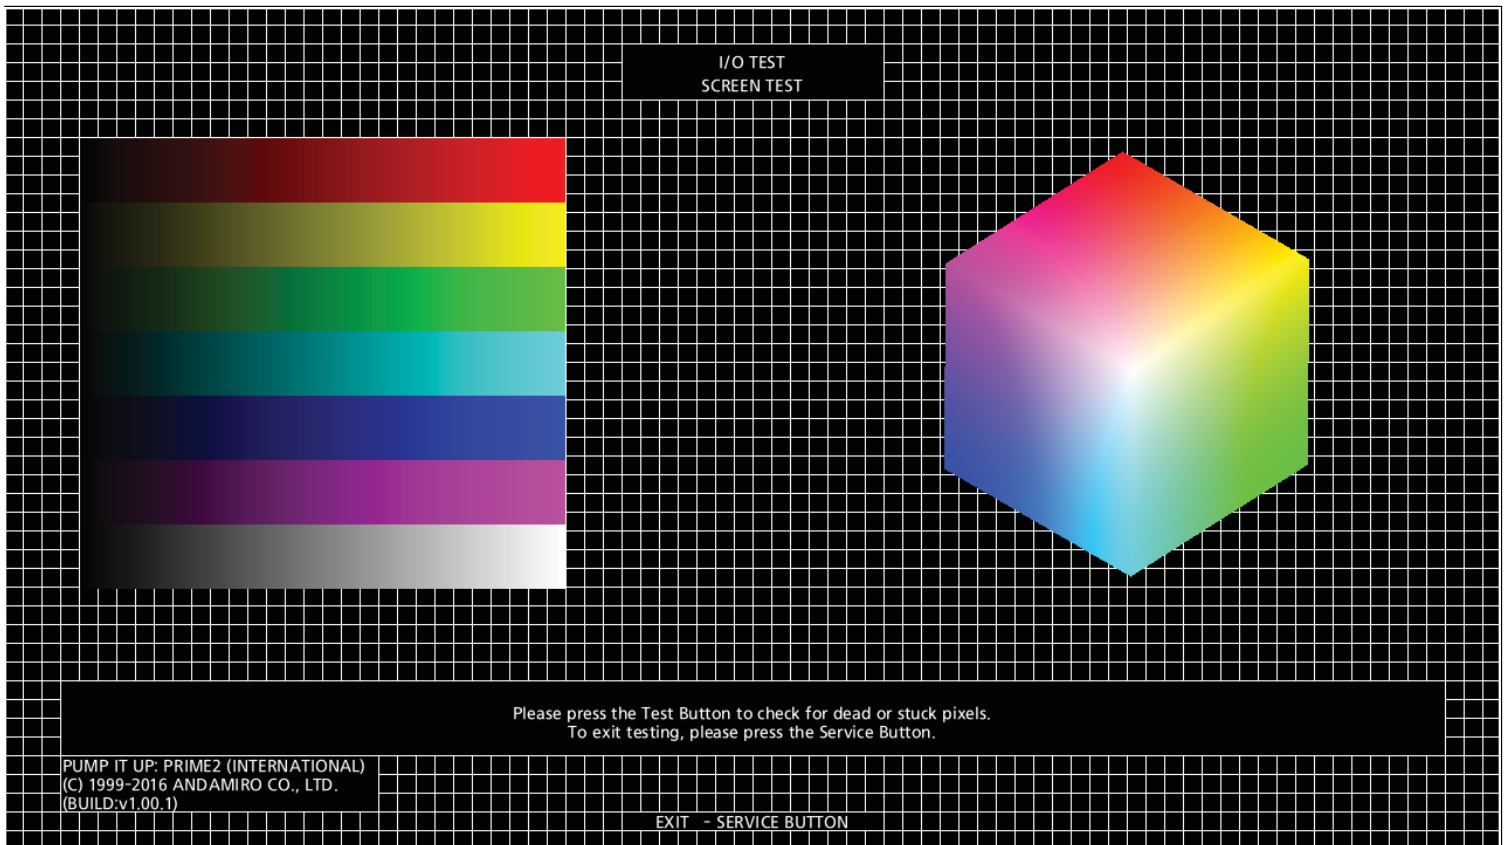 I/O TEST
SCREEN TEST
Please press the Test Button to check for dead or stuck pixels.
To exit testing, please press the Service Button.
PUMP IT UP: PRIME2 (INTERNATIONAL)
(C) 1999-2016 ANDAMIRO CO., LTD.
(BUILD:v1.00.1)
EXIT - SERVICE BUTTON